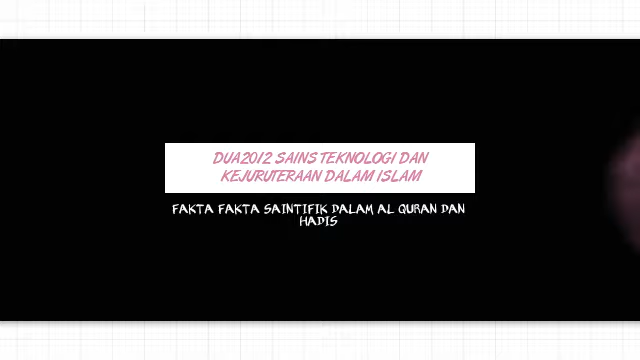 DUA2012 SAINS TEKNOLOGI DAN
KEJURUTERAAN DALAM ISLAM
FAKTA FAKTA SAINTIFIK DALAM AL QURAN DAN
HADIS